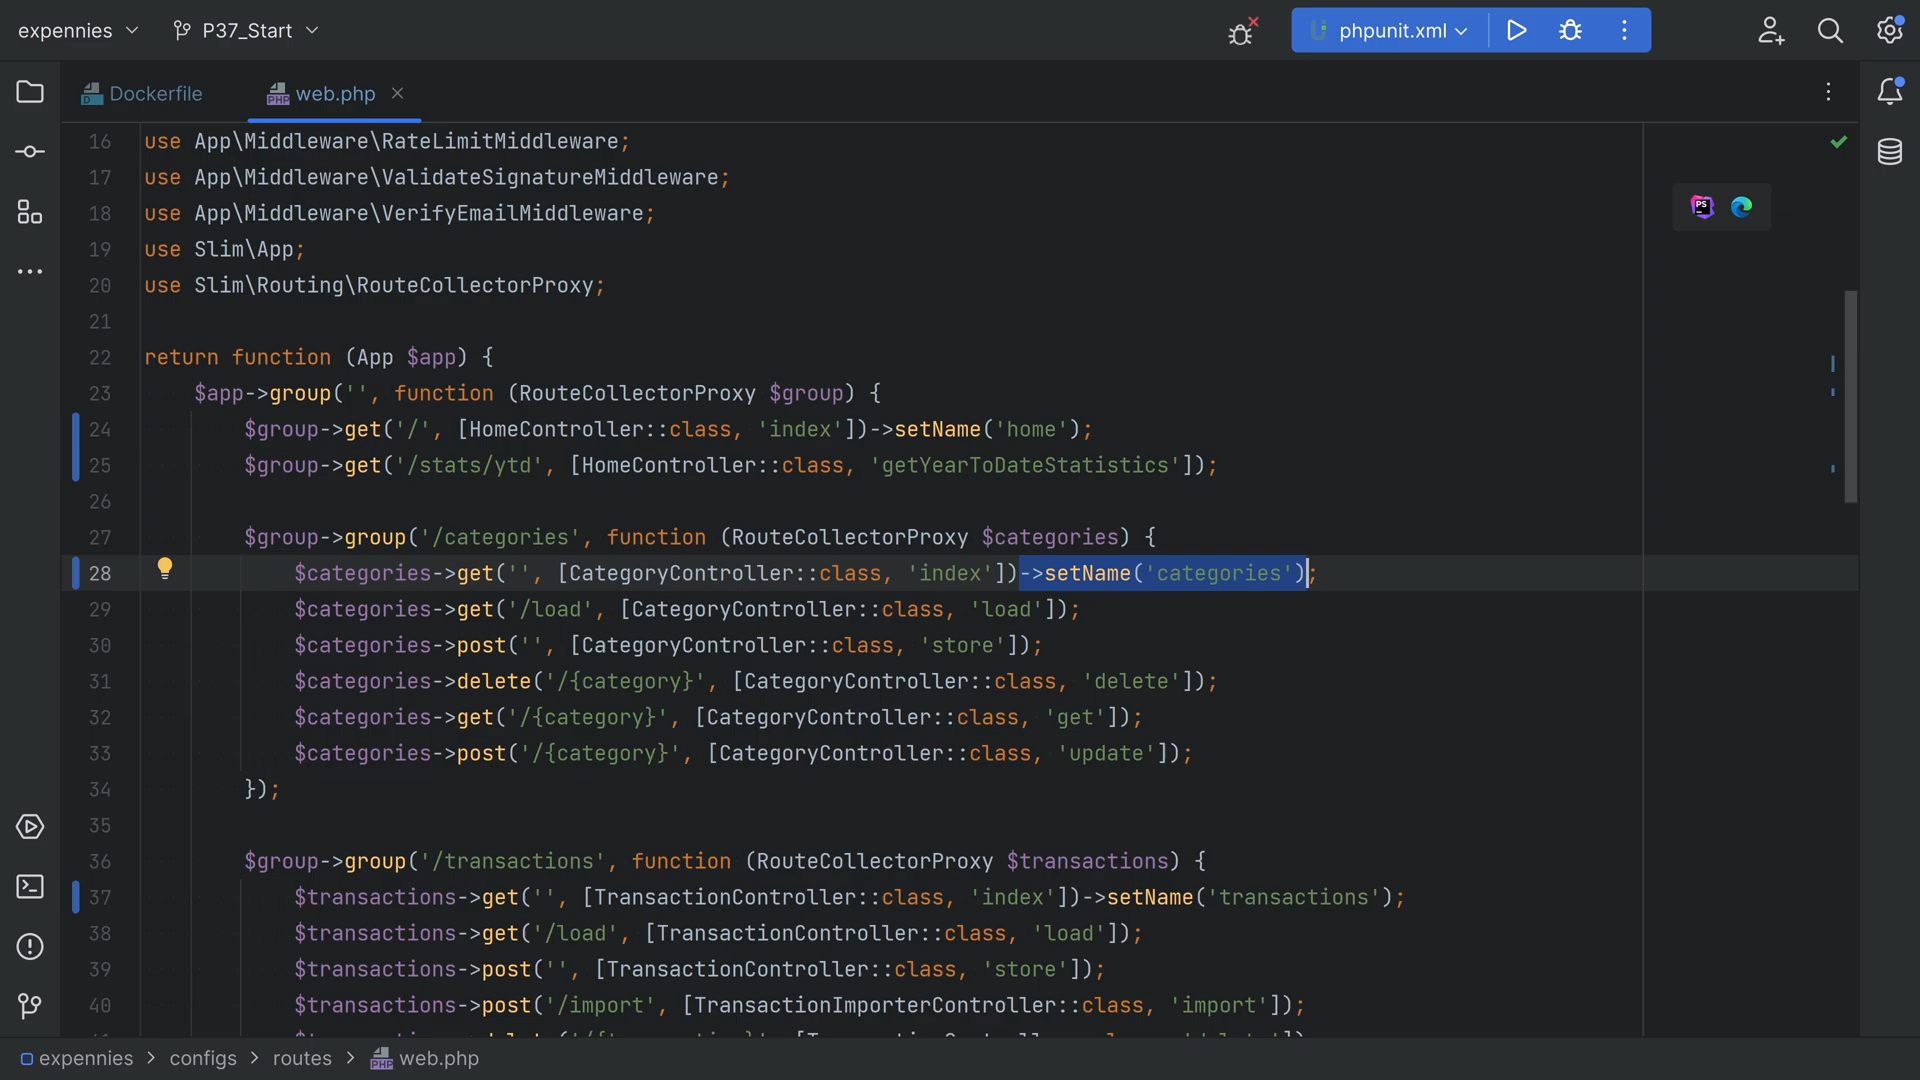 expennies P37_Start phpunit.xml
Dockerfile web.php
16 use App\Middleware\RateLimitMiddleware;
17 use App\Middleware\ValidateSignatureMiddleware;
18 use App\Middleware\VerifyEmailMiddleware;
19 use Slim\App;
20 use Slim\Routing\RouteCollectorProxy;
21
22 return function (App $app) {
23 $app->group('', function (RouteCollectorProxy $group) {
24 $group->get('/', [HomeController::class, 'index'])->setName('home');
25 $group->get('/stats/ytd', [HomeController::class, 'getYearToDateStatistics']);
26
27 $group->group('/categories', function (RouteCollectorProxy $categories) {
28 $categories->get('', [CategoryController::class, 'index'])->setName('categories');
29 $categories->get('/load', [CategoryController::class, 'load']);
30 $categories->post('', [CategoryController::class, 'store']);
31 $categories->delete('/{category}', [CategoryController::class, 'delete']);
32 $categories->get('/{category}', [CategoryController::class, 'get']);
33 $categories->post('/{category}', [CategoryController::class, 'update']);
34 });
35
36 $group->group('/transactions', function (RouteCollectorProxy $transactions) {
37 $transactions->get('', [TransactionController::class, 'index'])->setName('transactions');
38 $transactions->get('/load', [TransactionController::class, 'load']);
39 $transactions->post('', [TransactionController::class, 'store']);
40 $transactions->post('/import', [TransactionImporterController::class, 'import']);
expennies > configs > routes > web.php